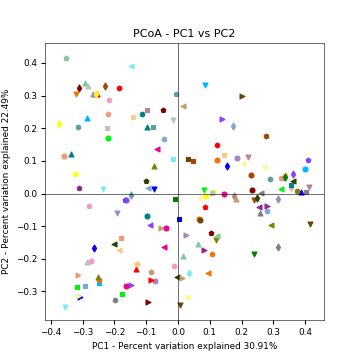 PCoA - PC1 vs PC2
PC2 - Percent variation explained 22.49%
0.4
0.3
0.2
0.1
0.0
−0.1
−0.2
−0.3
−0.4 −0.3 −0.2 −0.1 0.0 0.1 0.2 0.3 0.4
PC1 - Percent variation explained 30.91%